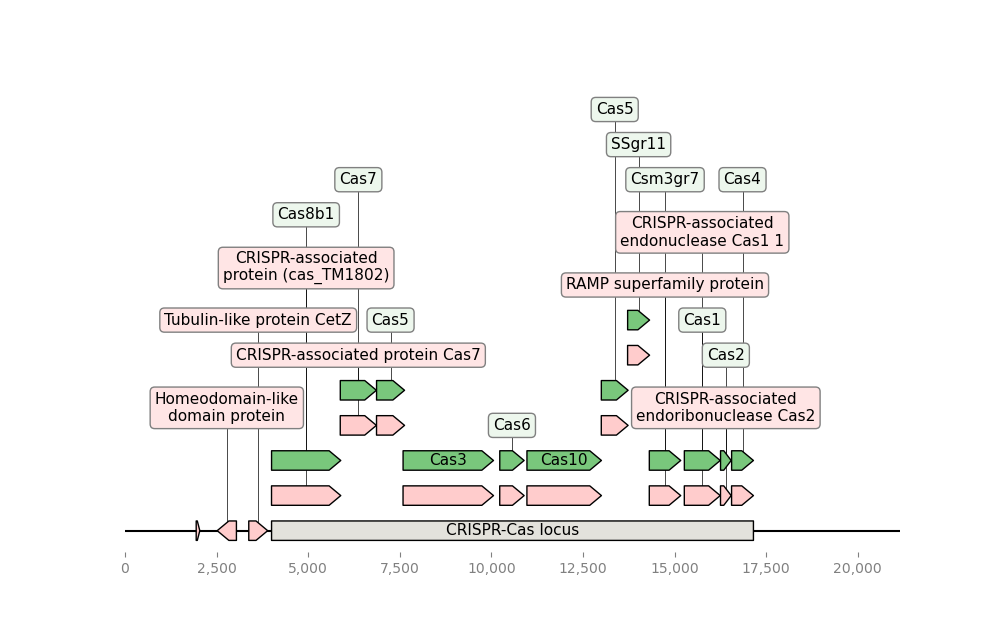 Cas5
SSgr11
Cas7
Csm3gr7
Cas4
Cas8b1
CRISPR-associated
endonuclease Cas1 1
CRISPR-associated
protein (cas_TM1802)
RAMP superfamily protein
Tubulin-like protein CetZ
Cas5
Cas1
CRISPR-associated protein Cas7
Cas2
Homeodomain-like
domain protein
CRISPR-associated
endoribonuclease Cas2
Cas6
Cas3
Cas10
CRISPR-Cas locus
0
2,500
5,000
7,500
10,000
12,500
15,000
17,500
20,000